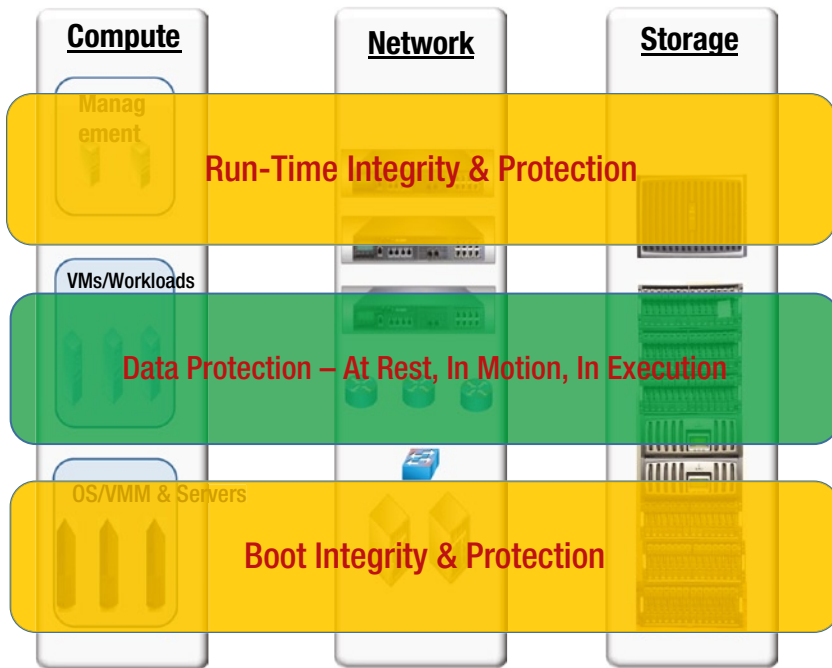 Compute
Network
Storage
Manag
ement
Run-Time Integrity & Protection
VMs/Workloads
Data Protection – At Rest, In Motion, In Execution
OS/VMM & Servers
Boot Integrity & Protection